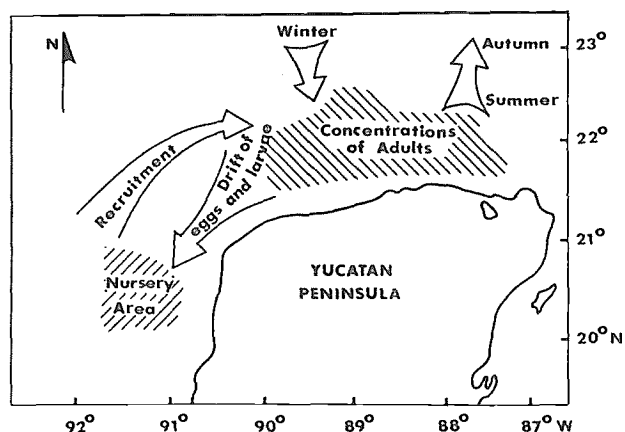 N
Winter
Autumn
Summer
23°
Concentrations
of Adults
22°
Recruitment
Drift of
eggs and larvae
21°
Nursery
Area
YUCATAN
PENINSULA
20°N
92°
91°
90°
89°
88°
87°W